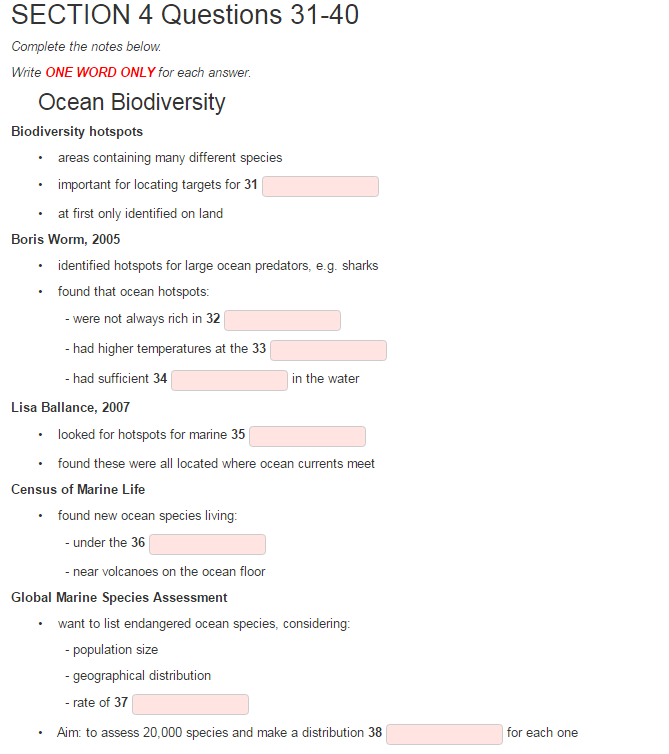 SECTION 4 Questions 31-40
Complete the notes below.
Write ONE WORD ONLY for each answer.
Ocean Biodiversity
Biodiversity hotspots
• areas containing many different species
• important for locating targets for 31
• at first only identified on land
Boris Worm, 2005
• identified hotspots for large ocean predators, e.g. sharks
• found that ocean hotspots:
- were not always rich in 32
- had higher temperatures at the 33
- had sufficient 34 in the water
Lisa Ballance, 2007
• looked for hotspots for marine 35
• found these were all located where ocean currents meet
Census of Marine Life
• found new ocean species living:
- under the 36
- near volcanoes on the ocean floor
Global Marine Species Assessment
• want to list endangered ocean species, considering:
- population size
- geographical distribution
- rate of 37
• Aim: to assess 20,000 species and make a distribution 38 for each one